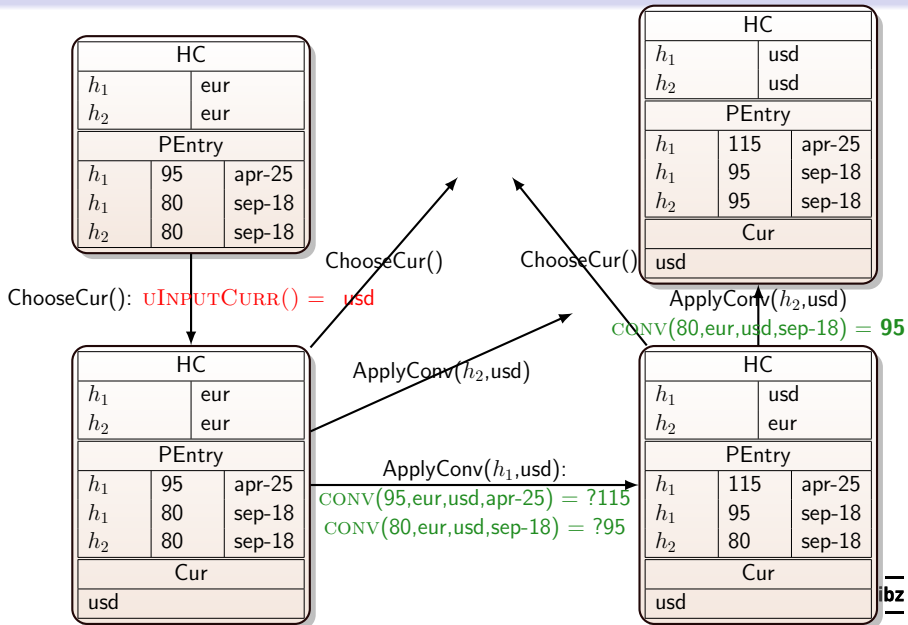 HC
h₁ eur
h₂ eur
PEntry
h₁ 95 apr-25
h₁ 80 sep-18
h₂ 80 sep-18
HC
h₁ usd
h₂ usd
PEntry
h₁ 115 apr-25
h₁ 95 sep-18
h₂ 95 sep-18
Cur
usd
ChooseCur(): UINPUTCURR() = usd
ChooseCur()
ChooseCur()
ApplyConv(h₂,usd)
CONV(80,eur,usd,sep-18) = 95
HC
h₁ eur
h₂ eur
PEntry
h₁ 95 apr-25
h₁ 80 sep-18
h₂ 80 sep-18
Cur
usd
ApplyConv(h₂,usd)
ApplyConv(h₁,usd):
CONV(95,eur,usd,apr-25) = ?115
CONV(80,eur,usd,sep-18) = ?95
HC
h₁ usd
h₂ eur
PEntry
h₁ 115 apr-25
h₁ 95 sep-18
h₂ 80 sep-18
Cur
usd
ibz